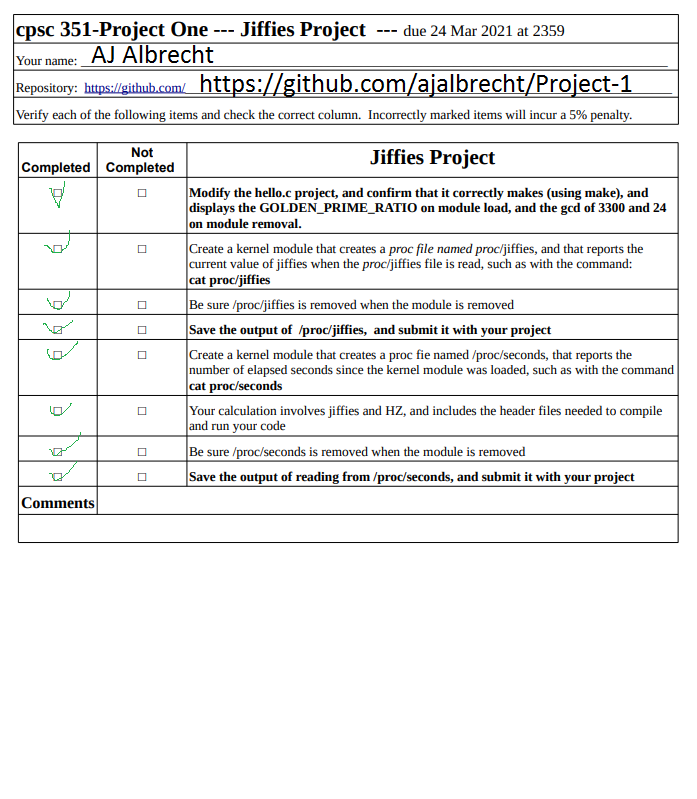 cpsc 351-Project One --- Jiffies Project --- due 24 Mar 2021 at 2359
Your name: AJ Albrecht
Repository: https://github.com/ https://github.com/ajalbrecht/Project-1
Verify each of the following items and check the correct column. Incorrectly marked items will incur a 5% penalty.
Completed
Not
Completed
Jiffies Project
Modify the hello.c project, and confirm that it correctly makes (using make), and
displays the GOLDEN_PRIME_RATIO on module load, and the gcd of 3300 and 24
on module removal.
Create a kernel module that creates a proc file named proc/jiffies, and that reports the
current value of jiffies when the proc/jiffies file is read, such as with the command:
cat proc/jiffies
Be sure /proc/jiffies is removed when the module is removed
Save the output of /proc/jiffies, and submit it with your project
Create a kernel module that creates a proc fie named /proc/seconds, that reports the
number of elapsed seconds since the kernel module was loaded, such as with the command
cat proc/seconds
Your calculation involves jiffies and HZ, and includes the header files needed to compile
and run your code
Be sure /proc/seconds is removed when the module is removed
Save the output of reading from /proc/seconds, and submit it with your project
Comments